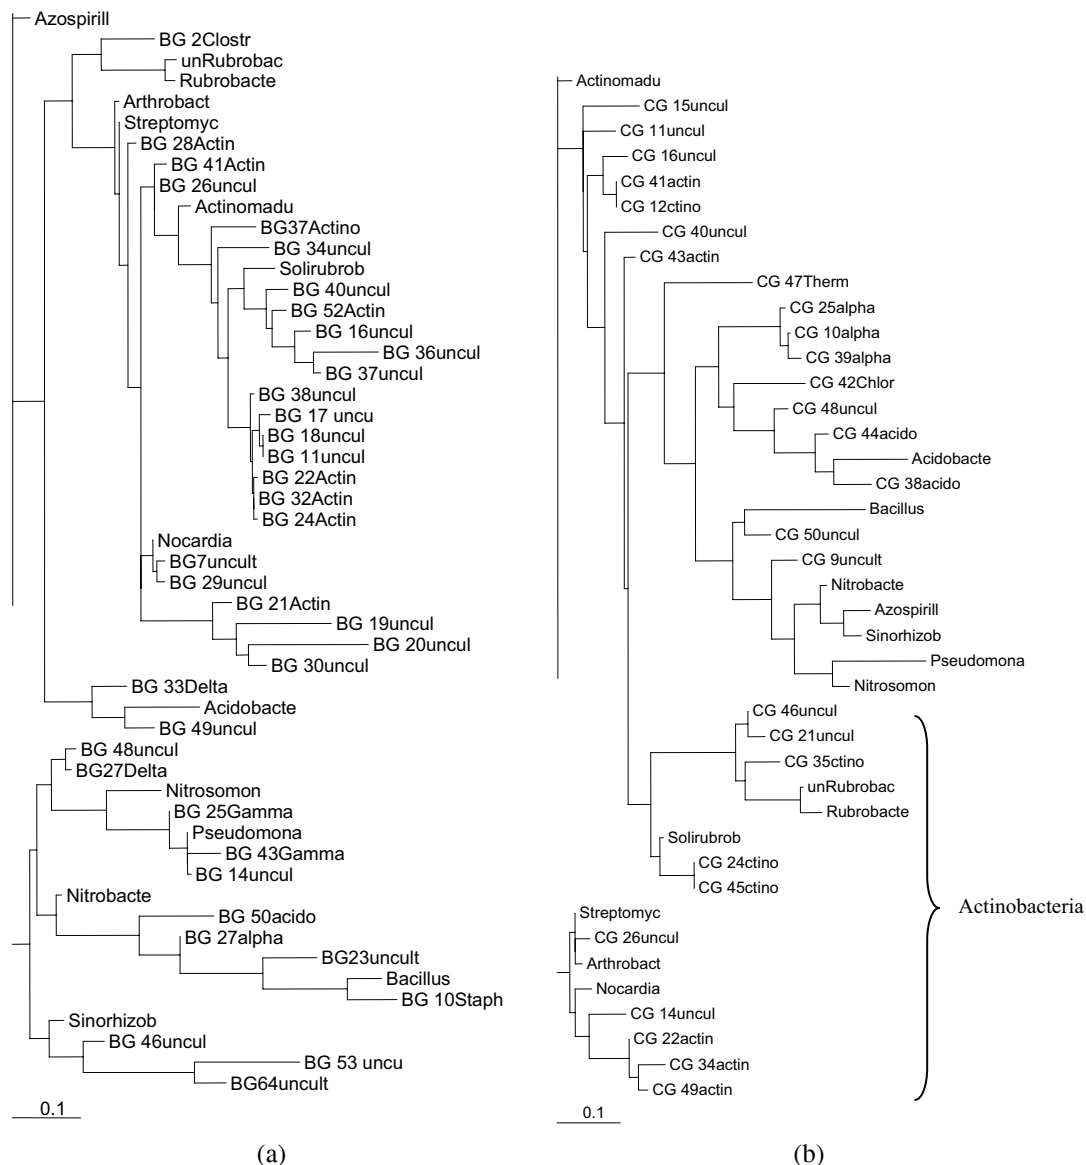 Azospirill
BG 2Clostr
unRubrobac
Rubrobacte
Arthrobact
Streptomyc
BG 28Actin
BG 41Actin
BG 26uncul
Actinomadu
BG37Actino
BG 34uncul
Solirubrob
BG 40uncul
BG 52Actin
BG 16uncul
BG 36uncul
BG 37uncul
BG 38uncul
BG 17 uncu
BG 18uncul
BG 11uncul
BG 22Actin
BG 32Actin
BG 24Actin
Nocardia
BG7uncult
BG 29uncul
BG 21Actin
BG 19uncul
BG 20uncul
BG 30uncul
BG 33Delta
Acidobacte
BG 49uncul
BG 48uncul
BG27Delta
Nitrosomon
BG 25Gamma
Pseudomona
BG 43Gamma
BG 14uncul
Nitrobacte
BG 50acido
BG 27alpha
BG23uncult
Bacillus
BG 10Staph
Sinorhizob
BG 46uncul
BG 53 uncu
BG64uncult
0.1
(a)
Actinomadu
CG 15uncul
CG 11uncul
CG 16uncul
CG 41actin
CG 12ctino
CG 40uncul
CG 43actin
CG 47Therm
CG 25alpha
CG 10alpha
CG 39alpha
CG 42Chlor
CG 48uncul
CG 44acido
Acidobacte
CG 38acido
Bacillus
CG 50uncul
CG 9uncult
Nitrobacte
Azospirill
Sinorhizob
Pseudomona
Nitrosomon
CG 46uncul
CG 21uncul
CG 35ctino
unRubrobac
Rubrobacte
Solirubrob
CG 24ctino
CG 45ctino
Streptomyc
CG 26uncul
Arthrobact
Nocardia
CG 14uncul
CG 22actin
CG 34actin
CG 49actin
Actinobacteria
0.1
(b)